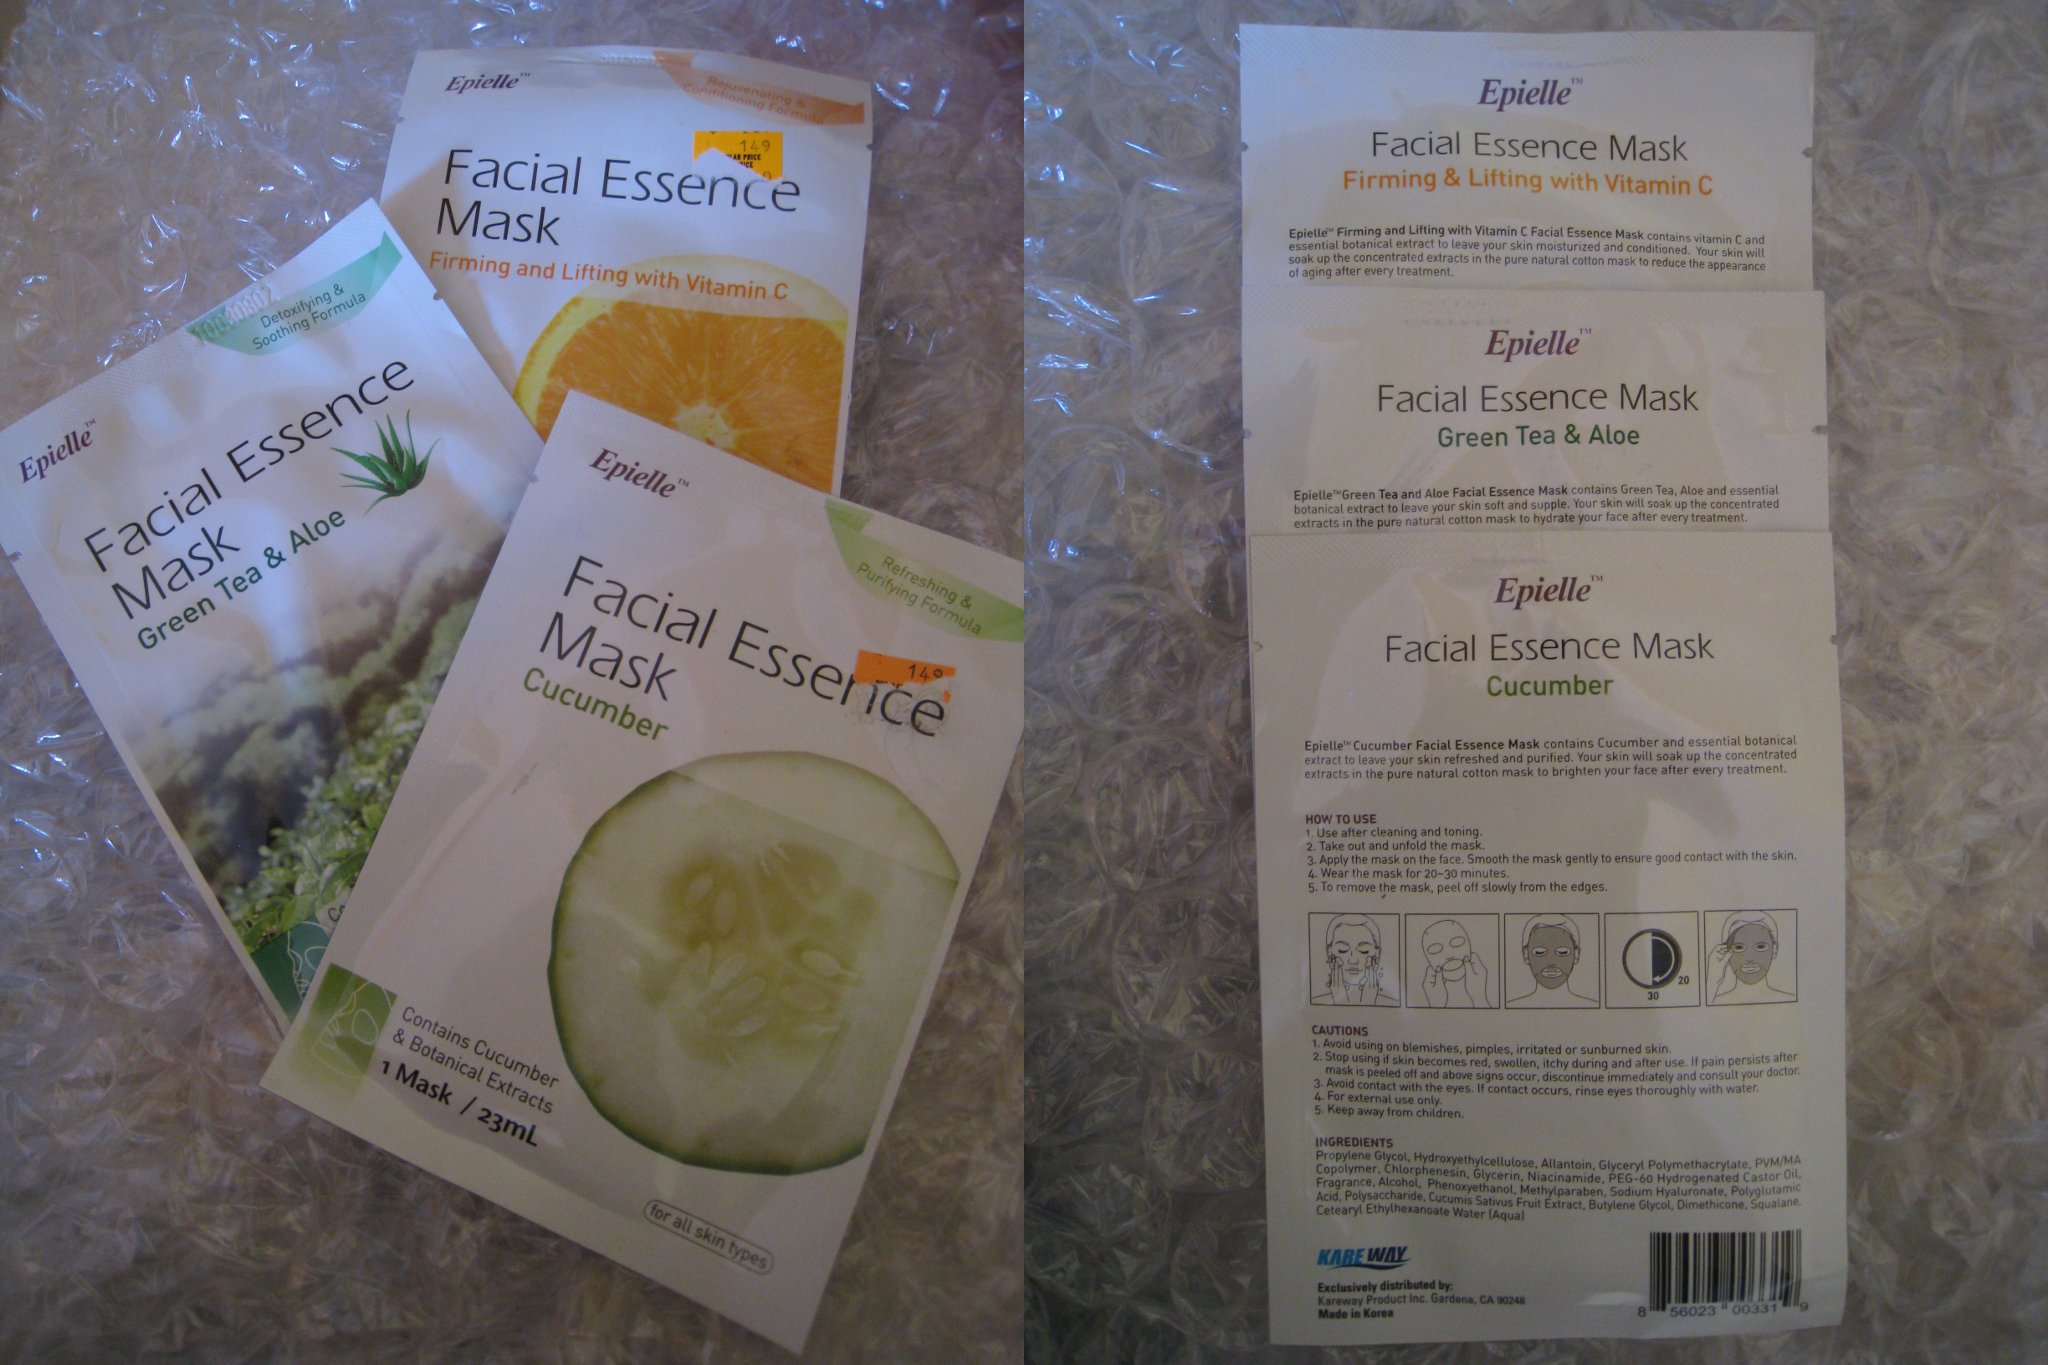 Epielle™
Rejuvenating &
Conditioning Formula
149
PRICE
Facial Essence
Mask
Firming and Lifting with Vitamin C
Detoxifying &
Soothing Formula
Epielle™
Facial Essence
Mask
Green Tea & Aloe
Epielle™
Refreshing &
Purifying Formula
Facial Essence
Mask
149
Cucumber
Contains Cucumber
& Botanical Extracts
1 Mask / 23mL
for all skin types
Epielle™
Facial Essence Mask
Firming & Lifting with Vitamin C
Epielle™ Firming and Lifting with Vitamin C Facial Essence Mask contains vitamin C and
essential botanical extract to leave your skin moisturized and conditioned. Your skin will
soak up the concentrated extracts in the pure natural cotton mask to reduce the appearance
of aging after every treatment.
Epielle™
Facial Essence Mask
Green Tea & Aloe
Epielle™ Green Tea and Aloe Facial Essence Mask contains Green Tea, Aloe and essential
botanical extract to leave your skin soft and supple. Your skin will soak up the concentrated
extracts in the pure natural cotton mask to hydrate your face after every treatment.
Epielle™
Facial Essence Mask
Cucumber
Epielle™ Cucumber Facial Essence Mask contains Cucumber and essential botanical
extract to leave your skin refreshed and purified. Your skin will soak up the concentrated
extracts in the pure natural cotton mask to brighten your face after every treatment.
HOW TO USE
1. Use after cleaning and toning.
2. Take out and unfold the mask.
3. Apply the mask on the face. Smooth the mask gently to ensure good contact with the skin.
4. Wear the mask for 20~30 minutes.
5. To remove the mask, peel off slowly from the edges.
20
30
CAUTIONS
1. Avoid using on blemishes, pimples, irritated or sunburned skin.
2. Stop using if skin becomes red, swollen, itchy during and after use. If pain persists after
mask is peeled off and above signs occur, discontinue immediately and consult your doctor.
3. Avoid contact with the eyes. If contact occurs, rinse eyes thoroughly with water.
4. For external use only.
5. Keep away from children.
INGREDIENTS
Propylene Glycol, Hydroxyethylcellulose, Allantoin, Glyceryl Polymethacrylate, PVM/MA
Copolymer, Chlorphenesin, Glycerin, Niacinamide, PEG-60 Hydrogenated Castor Oil,
Fragrance, Alcohol, Phenoxyethanol, Methylparaben, Sodium Hyaluronate, Polyglutamic
Acid, Polysaccharide, Cucumis Sativus Fruit Extract, Butylene Glycol, Dimethicone, Squalane,
Cetearyl Ethylhexanoate Water (Aqua)
KAREWAY
Exclusively distributed by:
Kareway Product Inc. Gardena, CA 90248
Made in Korea
8 56023 00331 9